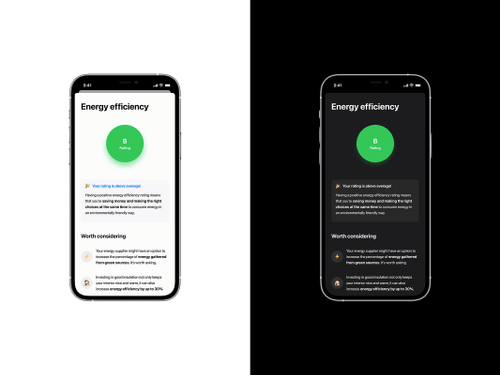 9:41
Energy efficiency
B
Rating
Your rating is above average!
Having a positive energy efficiency rating means
that you're saving money and making the right
choices at the same time to consume energy in
an environmentally friendly way.
Worth considering
Your energy supplier might have an option to
increase the percentage of energy gathered
from green sources. It's worth asking.
Investing in good insulation not only keeps
your interior nice and warm, it can also
increase energy efficiency by up to 30%.
9:41
Energy efficiency
B
Rating
Your rating is above average!
Having a positive energy efficiency rating means
that you're saving money and making the right
choices at the same time to consume energy in
an environmentally friendly way.
Worth considering
Your energy supplier might have an option to
increase the percentage of energy gathered
from green sources. It's worth asking.
Investing in good insulation not only keeps
your interior nice and warm, it can also
increase energy efficiency by up to 30%.